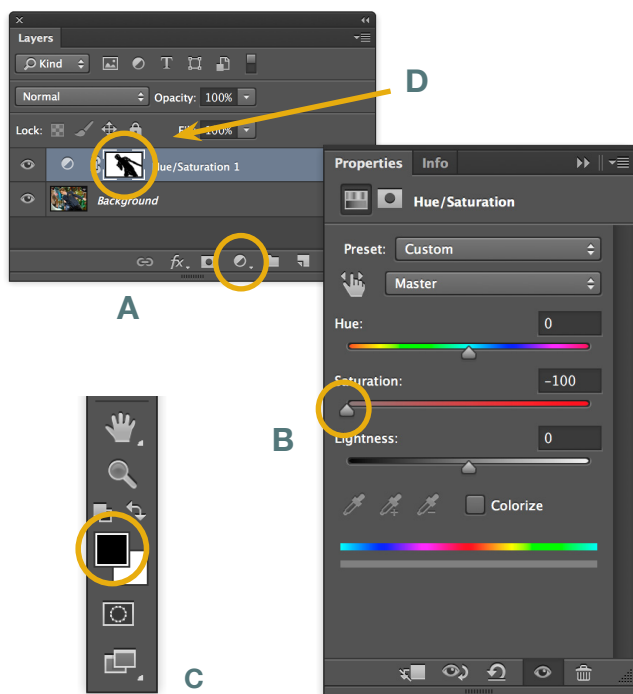 Layers
Kind
T
Normal Opacity: 100%
D
Lock: Fill: 100%
Hue/Saturation 1
Background
fx
A
Properties Info
Hue/Saturation
Preset: Custom
Master
Hue: 0
Saturation: -100
B
Lightness: 0
Colorize
C